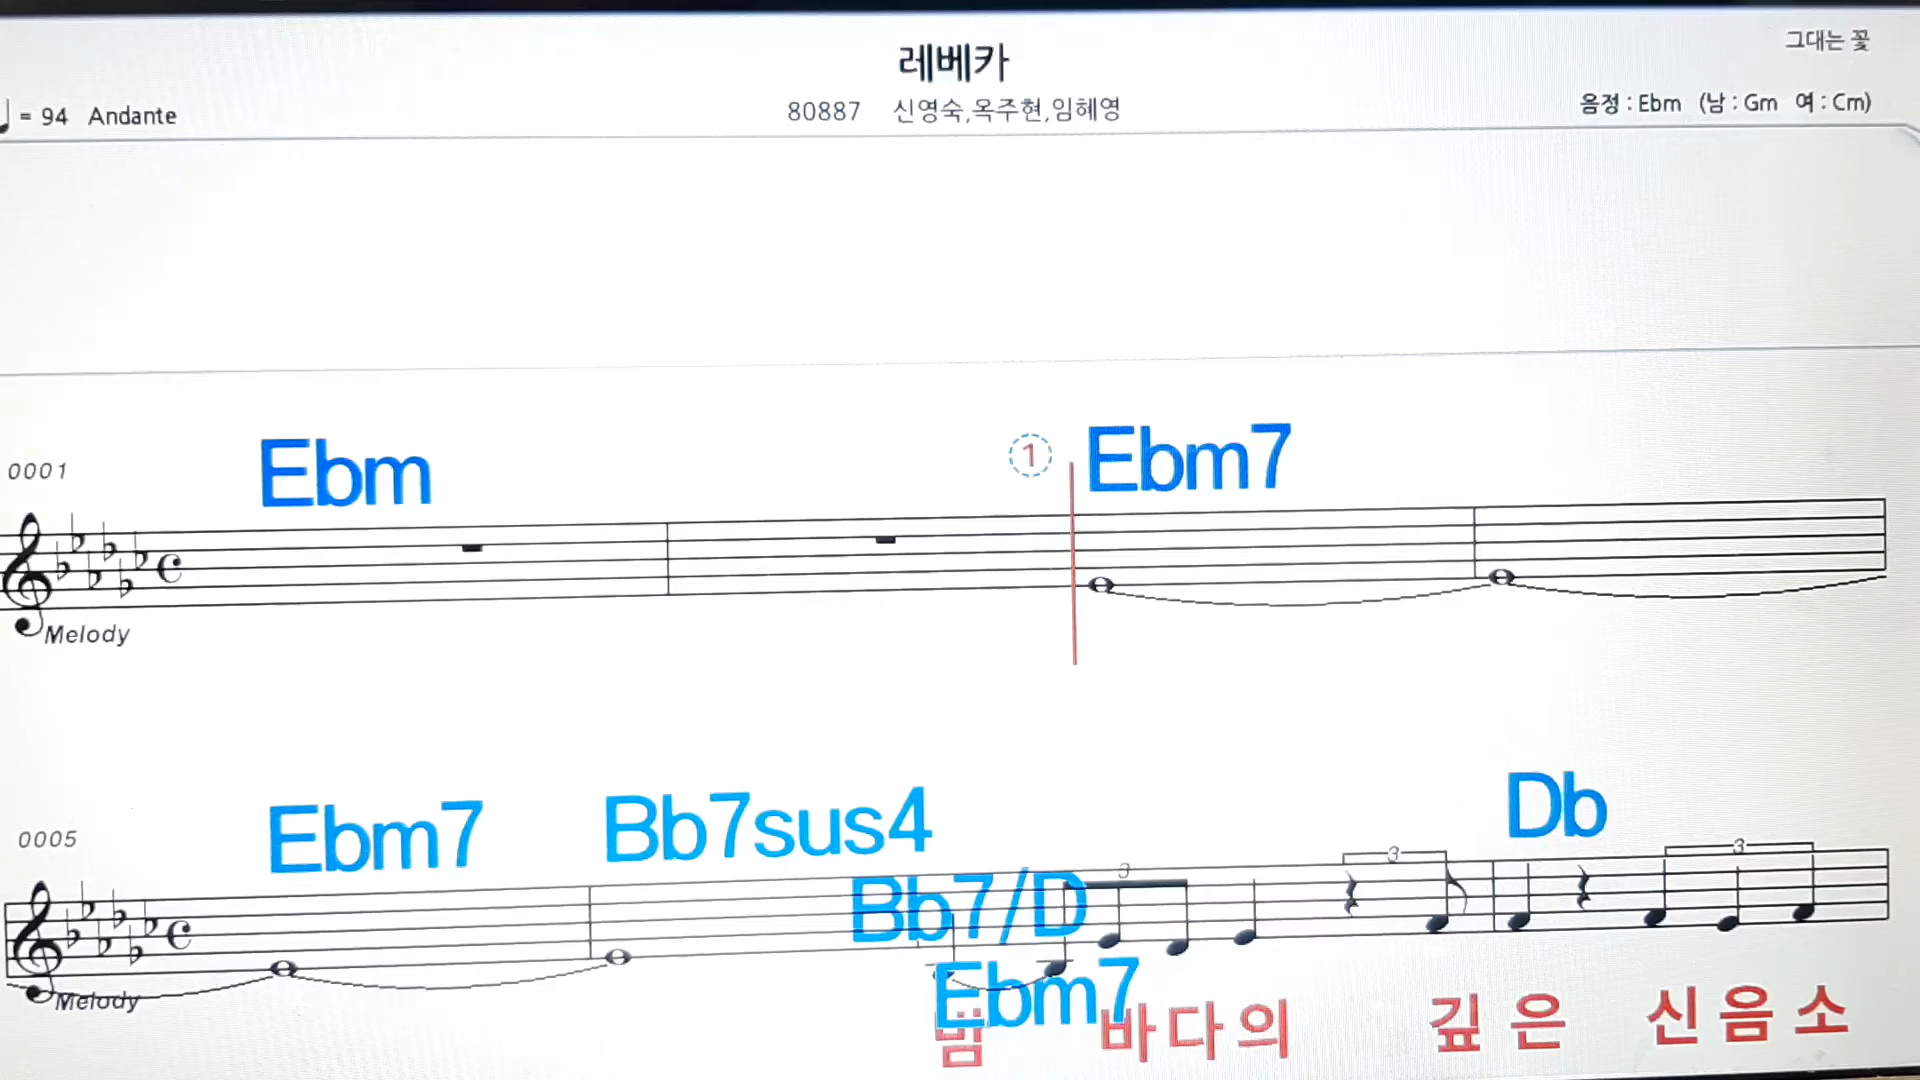 그대는 꽃
레베카
♩ = 94 Andante
80887 신영숙,옥주현,임혜영
음정 : Ebm (남 : Gm 여 : Cm)
0001
Ebm
1
Ebm7
Melody
0005
Ebm7
Bb7sus4
Bb7/D
Ebm7
3
3
Db
3
Melody
밤 바다의 깊은 신음소